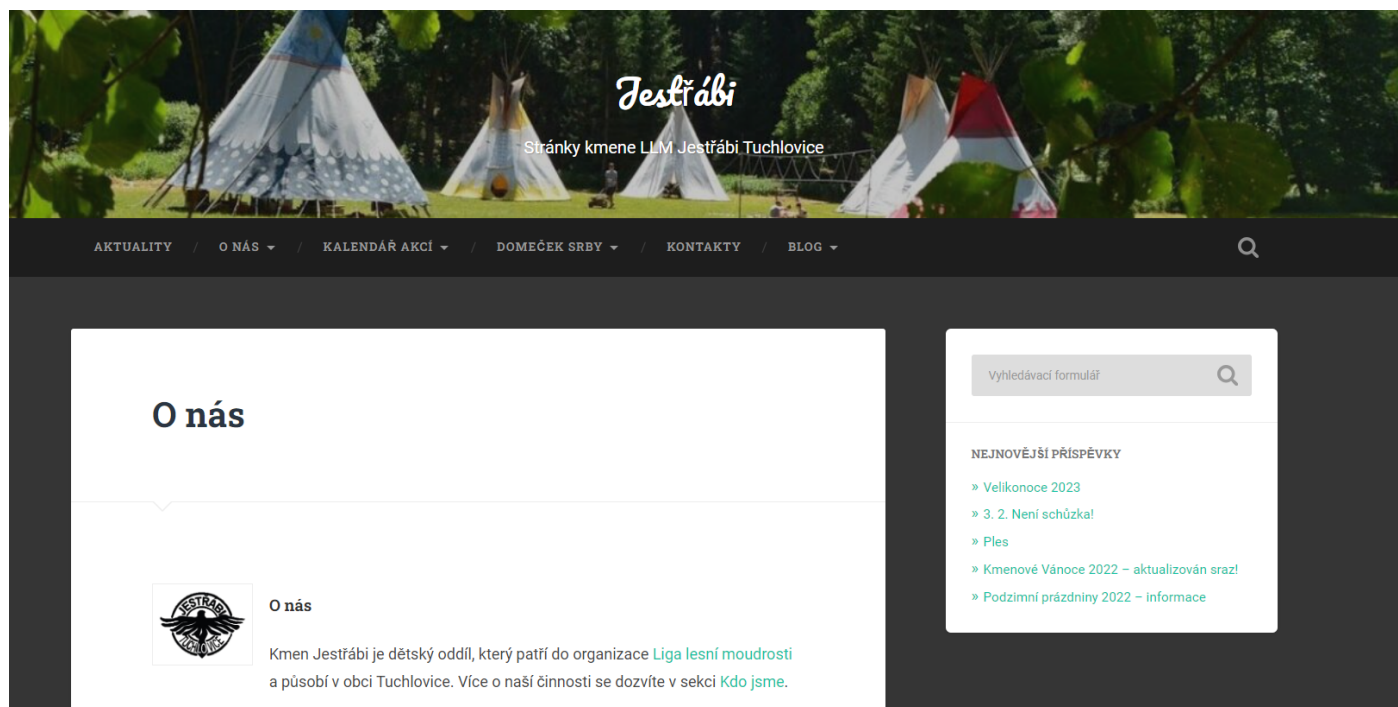 Jestřábi
Stránky kmene LLM Jestřábi Tuchlovice
AKTUALITY / O NÁS / KALENDÁŘ AKCÍ / DOMEČEK SRBY / KONTAKTY / BLOG
O nás
JESTŘÁBI
TUCHLOVICE
O nás
Kmen Jestřábi je dětský oddíl, který patří do organizace Liga lesní moudrosti
a působí v obci Tuchlovice. Více o naší činnosti se dozvíte v sekci Kdo jsme.
Vyhledávací formulář
NEJNOVĚJŠÍ PŘÍSPĚVKY
» Velikonoce 2023
» 3. 2. Není schůzka!
» Ples
» Kmenové Vánoce 2022 – aktualizován sraz!
» Podzimní prázdniny 2022 – informace